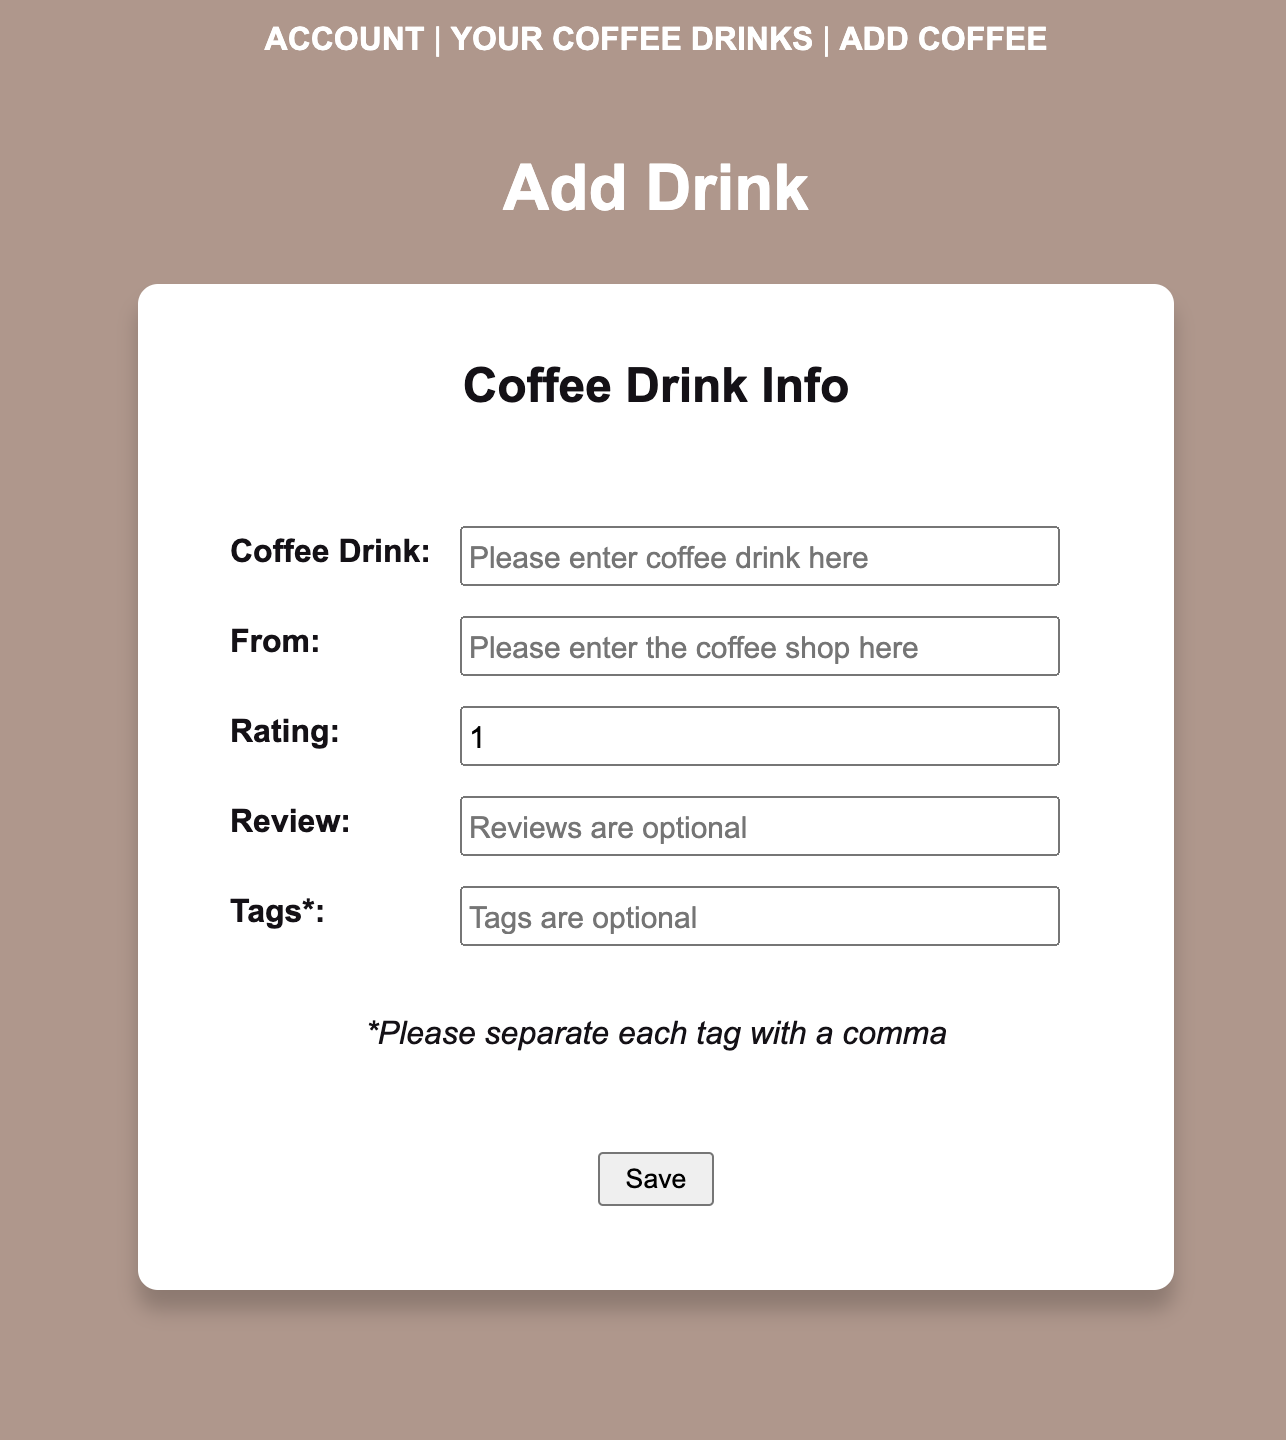 ACCOUNT | YOUR COFFEE DRINKS | ADD COFFEE
Add Drink
Coffee Drink Info
Coffee Drink: Please enter coffee drink here
From: Please enter the coffee shop here
Rating: 1
Review: Reviews are optional
Tags*: Tags are optional
*Please separate each tag with a comma
Save